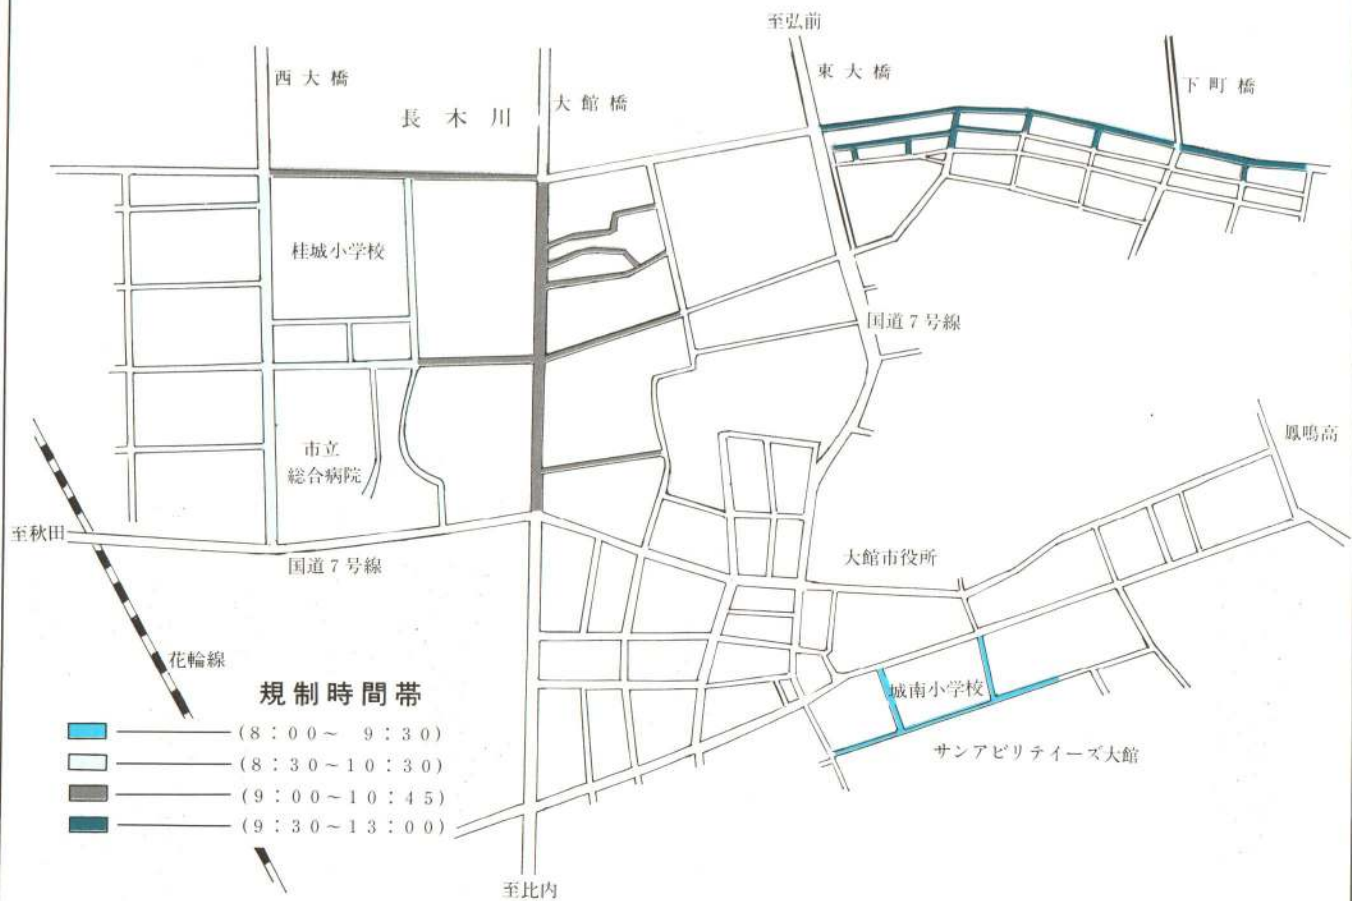 至弘前
西大橋
長木川
大館橋
東大橋
下町橋
桂城小学校
国道7号線
市立
総合病院
鳳鳴高
至秋田
国道7号線
大館市役所
花輪線
城南小学校
サンアビリテイーズ大館
規制時間帯
(8:00~ 9:30)
(8:30~10:30)
(9:00~10:45)
(9:30~13:00)
至比内